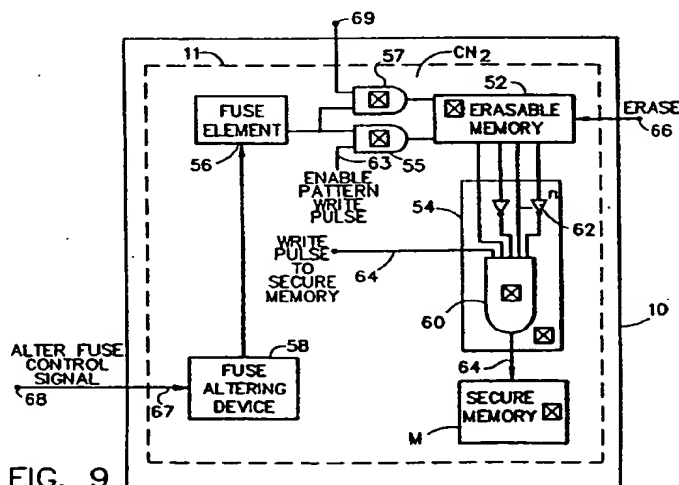 69
11
57
CN2
52
FUSE
ELEMENT
ERASABLE
MEMORY
ERASE
66
56
63
55
ENABLE
PATTERN
WRITE
PULSE
54
n
62
WRITE
PULSE
TO
SECURE
MEMORY
64
60
10
58
ALTER FUSE
CONTROL
SIGNAL
68
67
FUSE
ALTERING
DEVICE
64
SECURE
MEMORY
M
FIG. 9